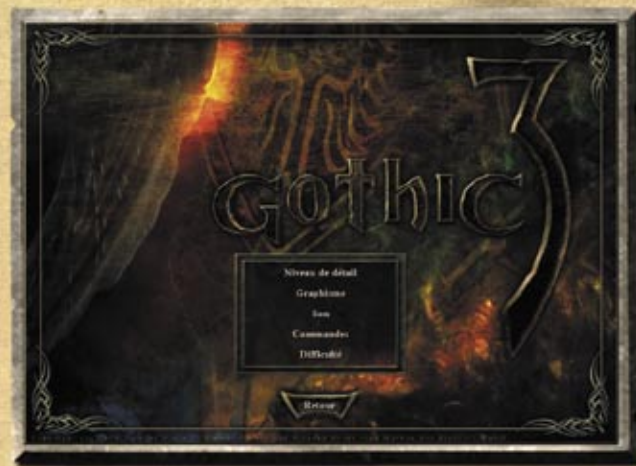 GOTHIC 3
Niveau de détail
Graphisme
Son
Commandes
Difficulté
Retour